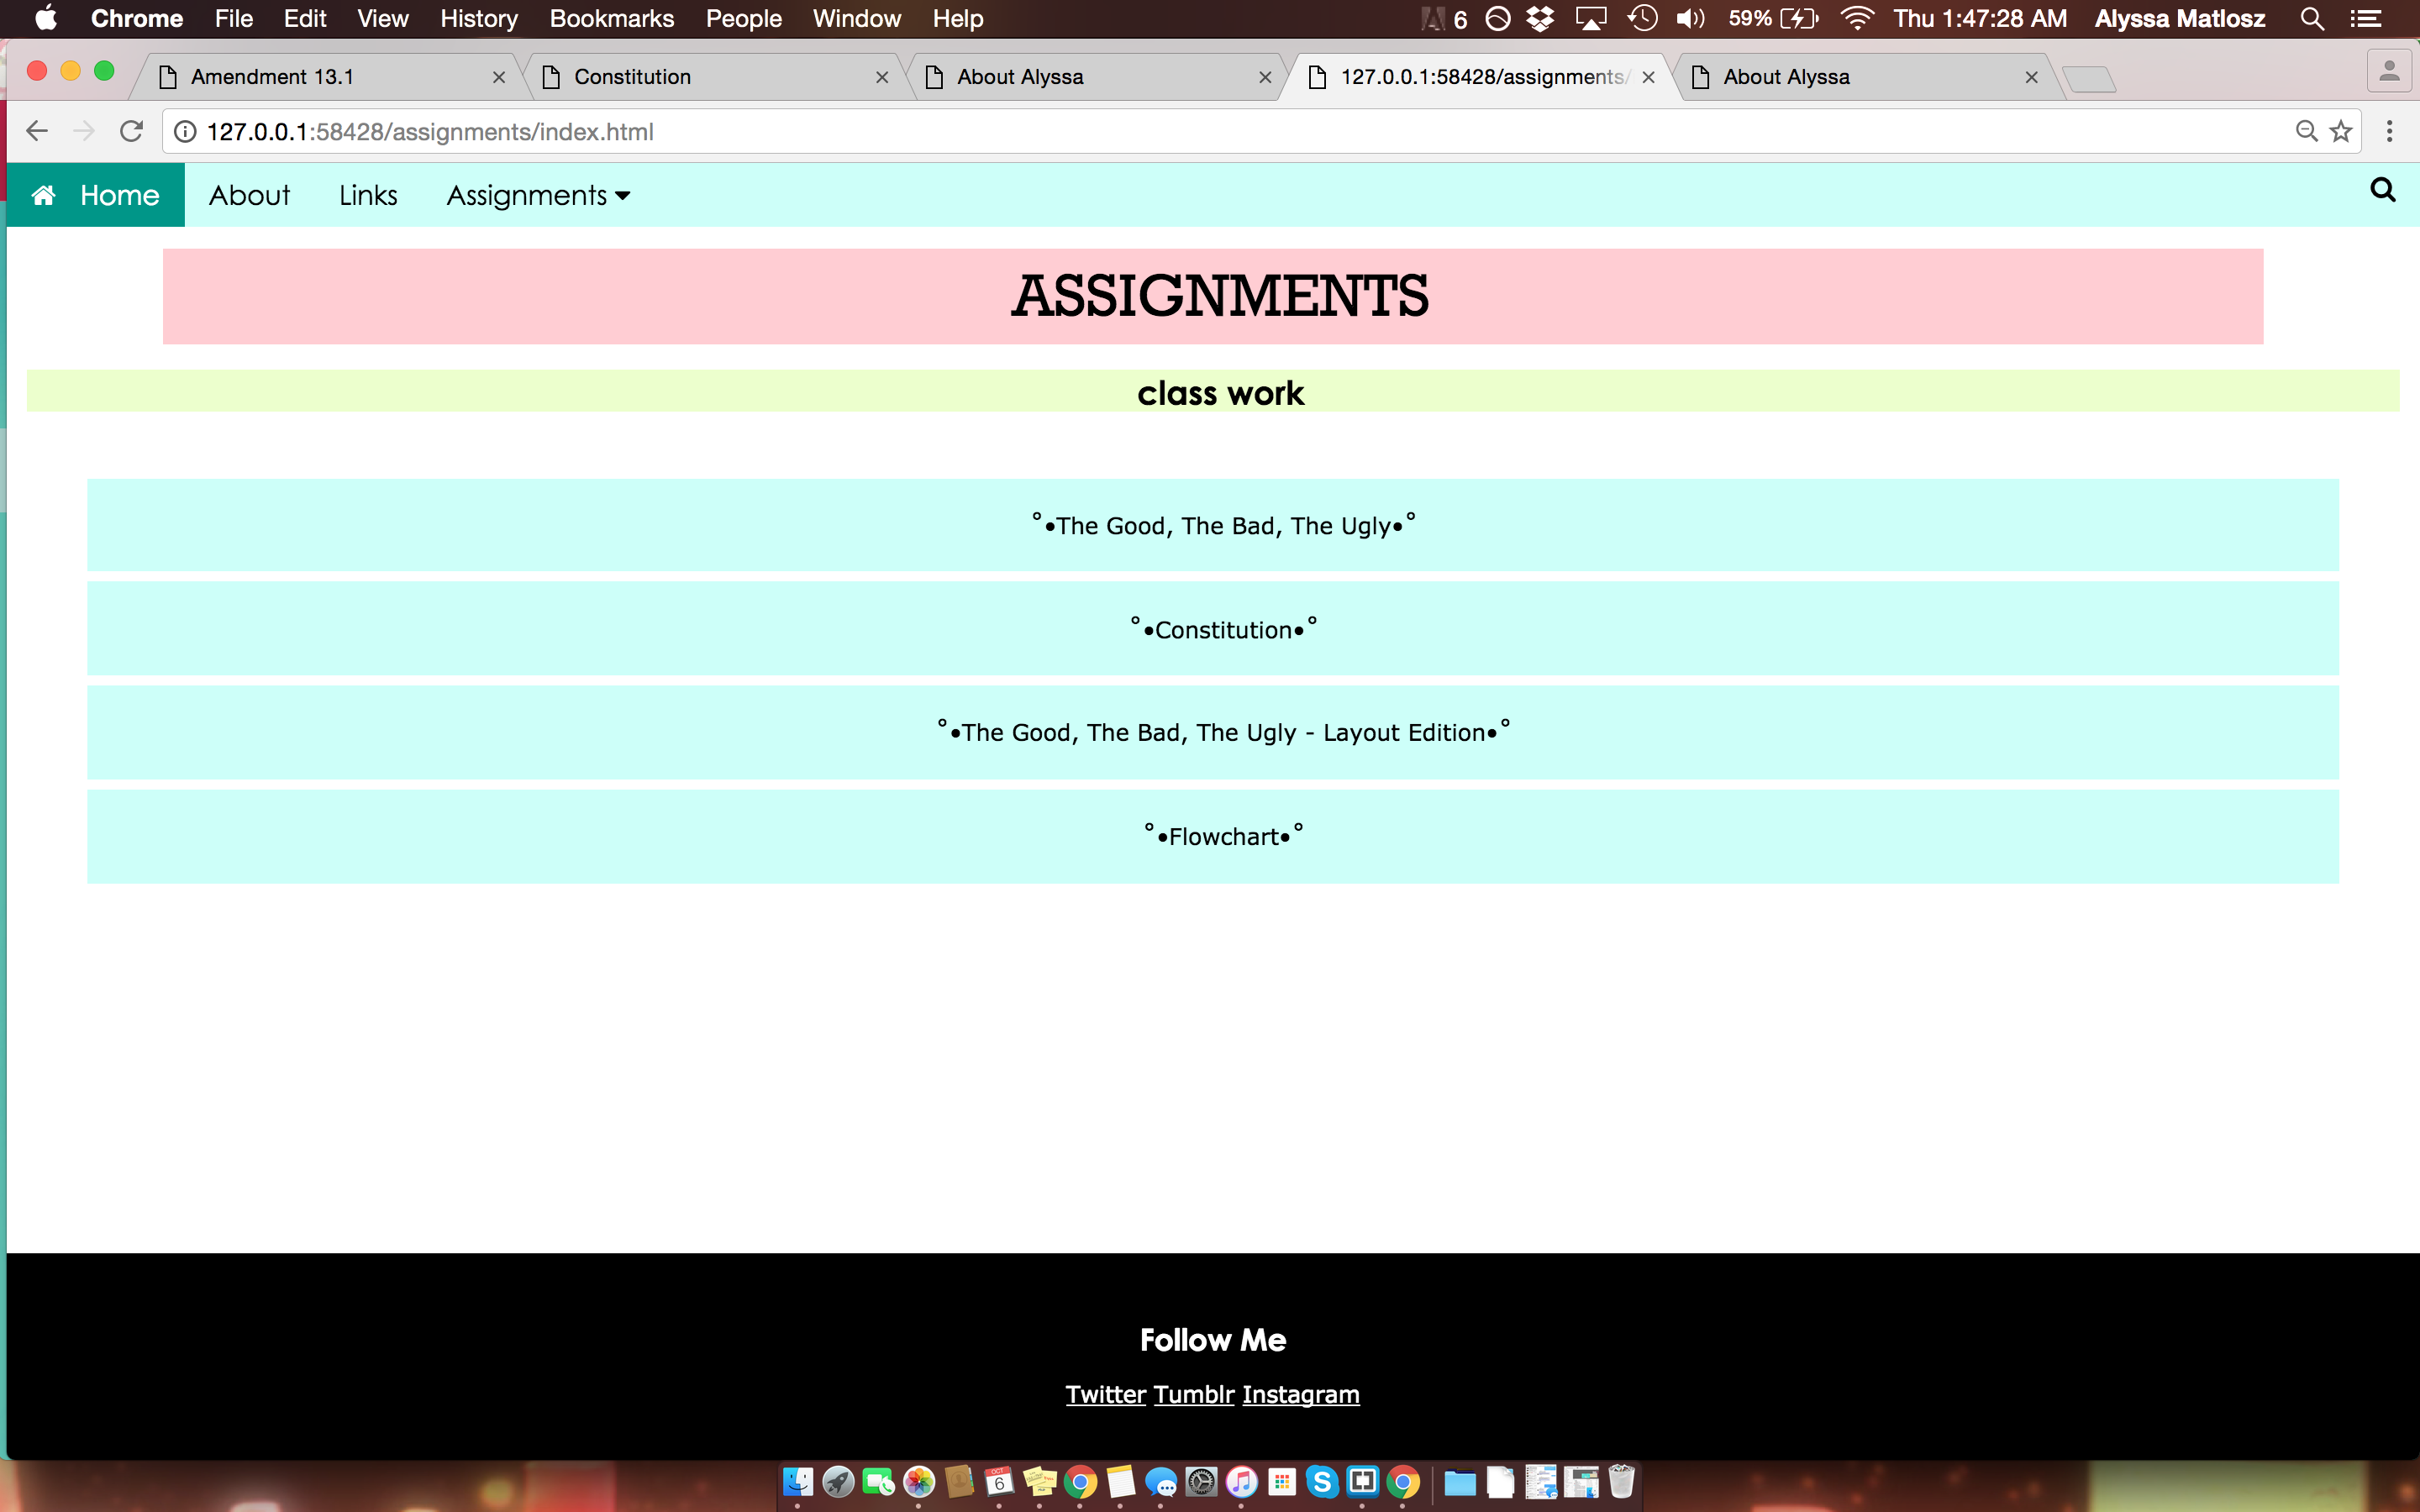 Chrome File Edit View History Bookmarks People Window Help 6 59% Thu 1:47:28 AM Alyssa Matlosz
Amendment 13.1 Constitution About Alyssa 127.0.0.1:58428/assignments/ About Alyssa
127.0.0.1:58428/assignments/index.html
Home About Links Assignments
ASSIGNMENTS
class work
°•The Good, The Bad, The Ugly•°
°•Constitution•°
°•The Good, The Bad, The Ugly - Layout Edition•°
°•Flowchart•°
Follow Me
Twitter Tumblr Instagram
OCT
6